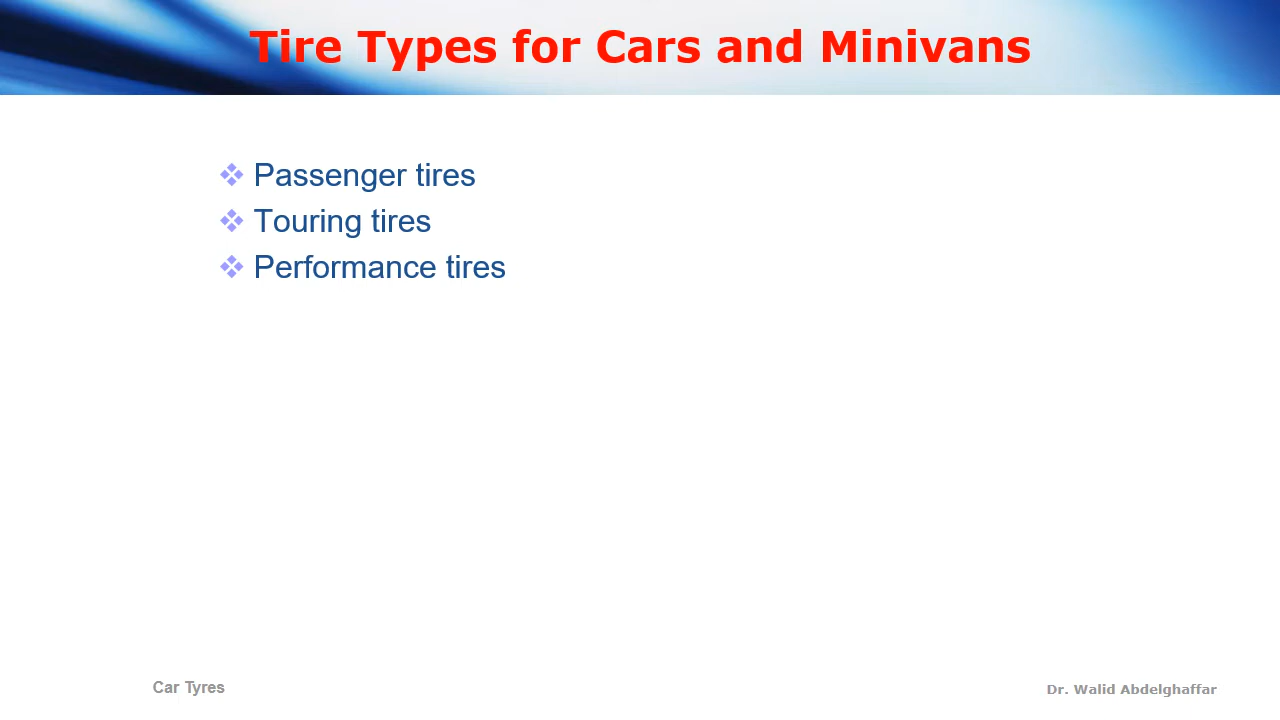 Tire Types for Cars and Minivans
Passenger tires
Touring tires
Performance tires
Car Tyres
Dr. Walid Abdelghaffar